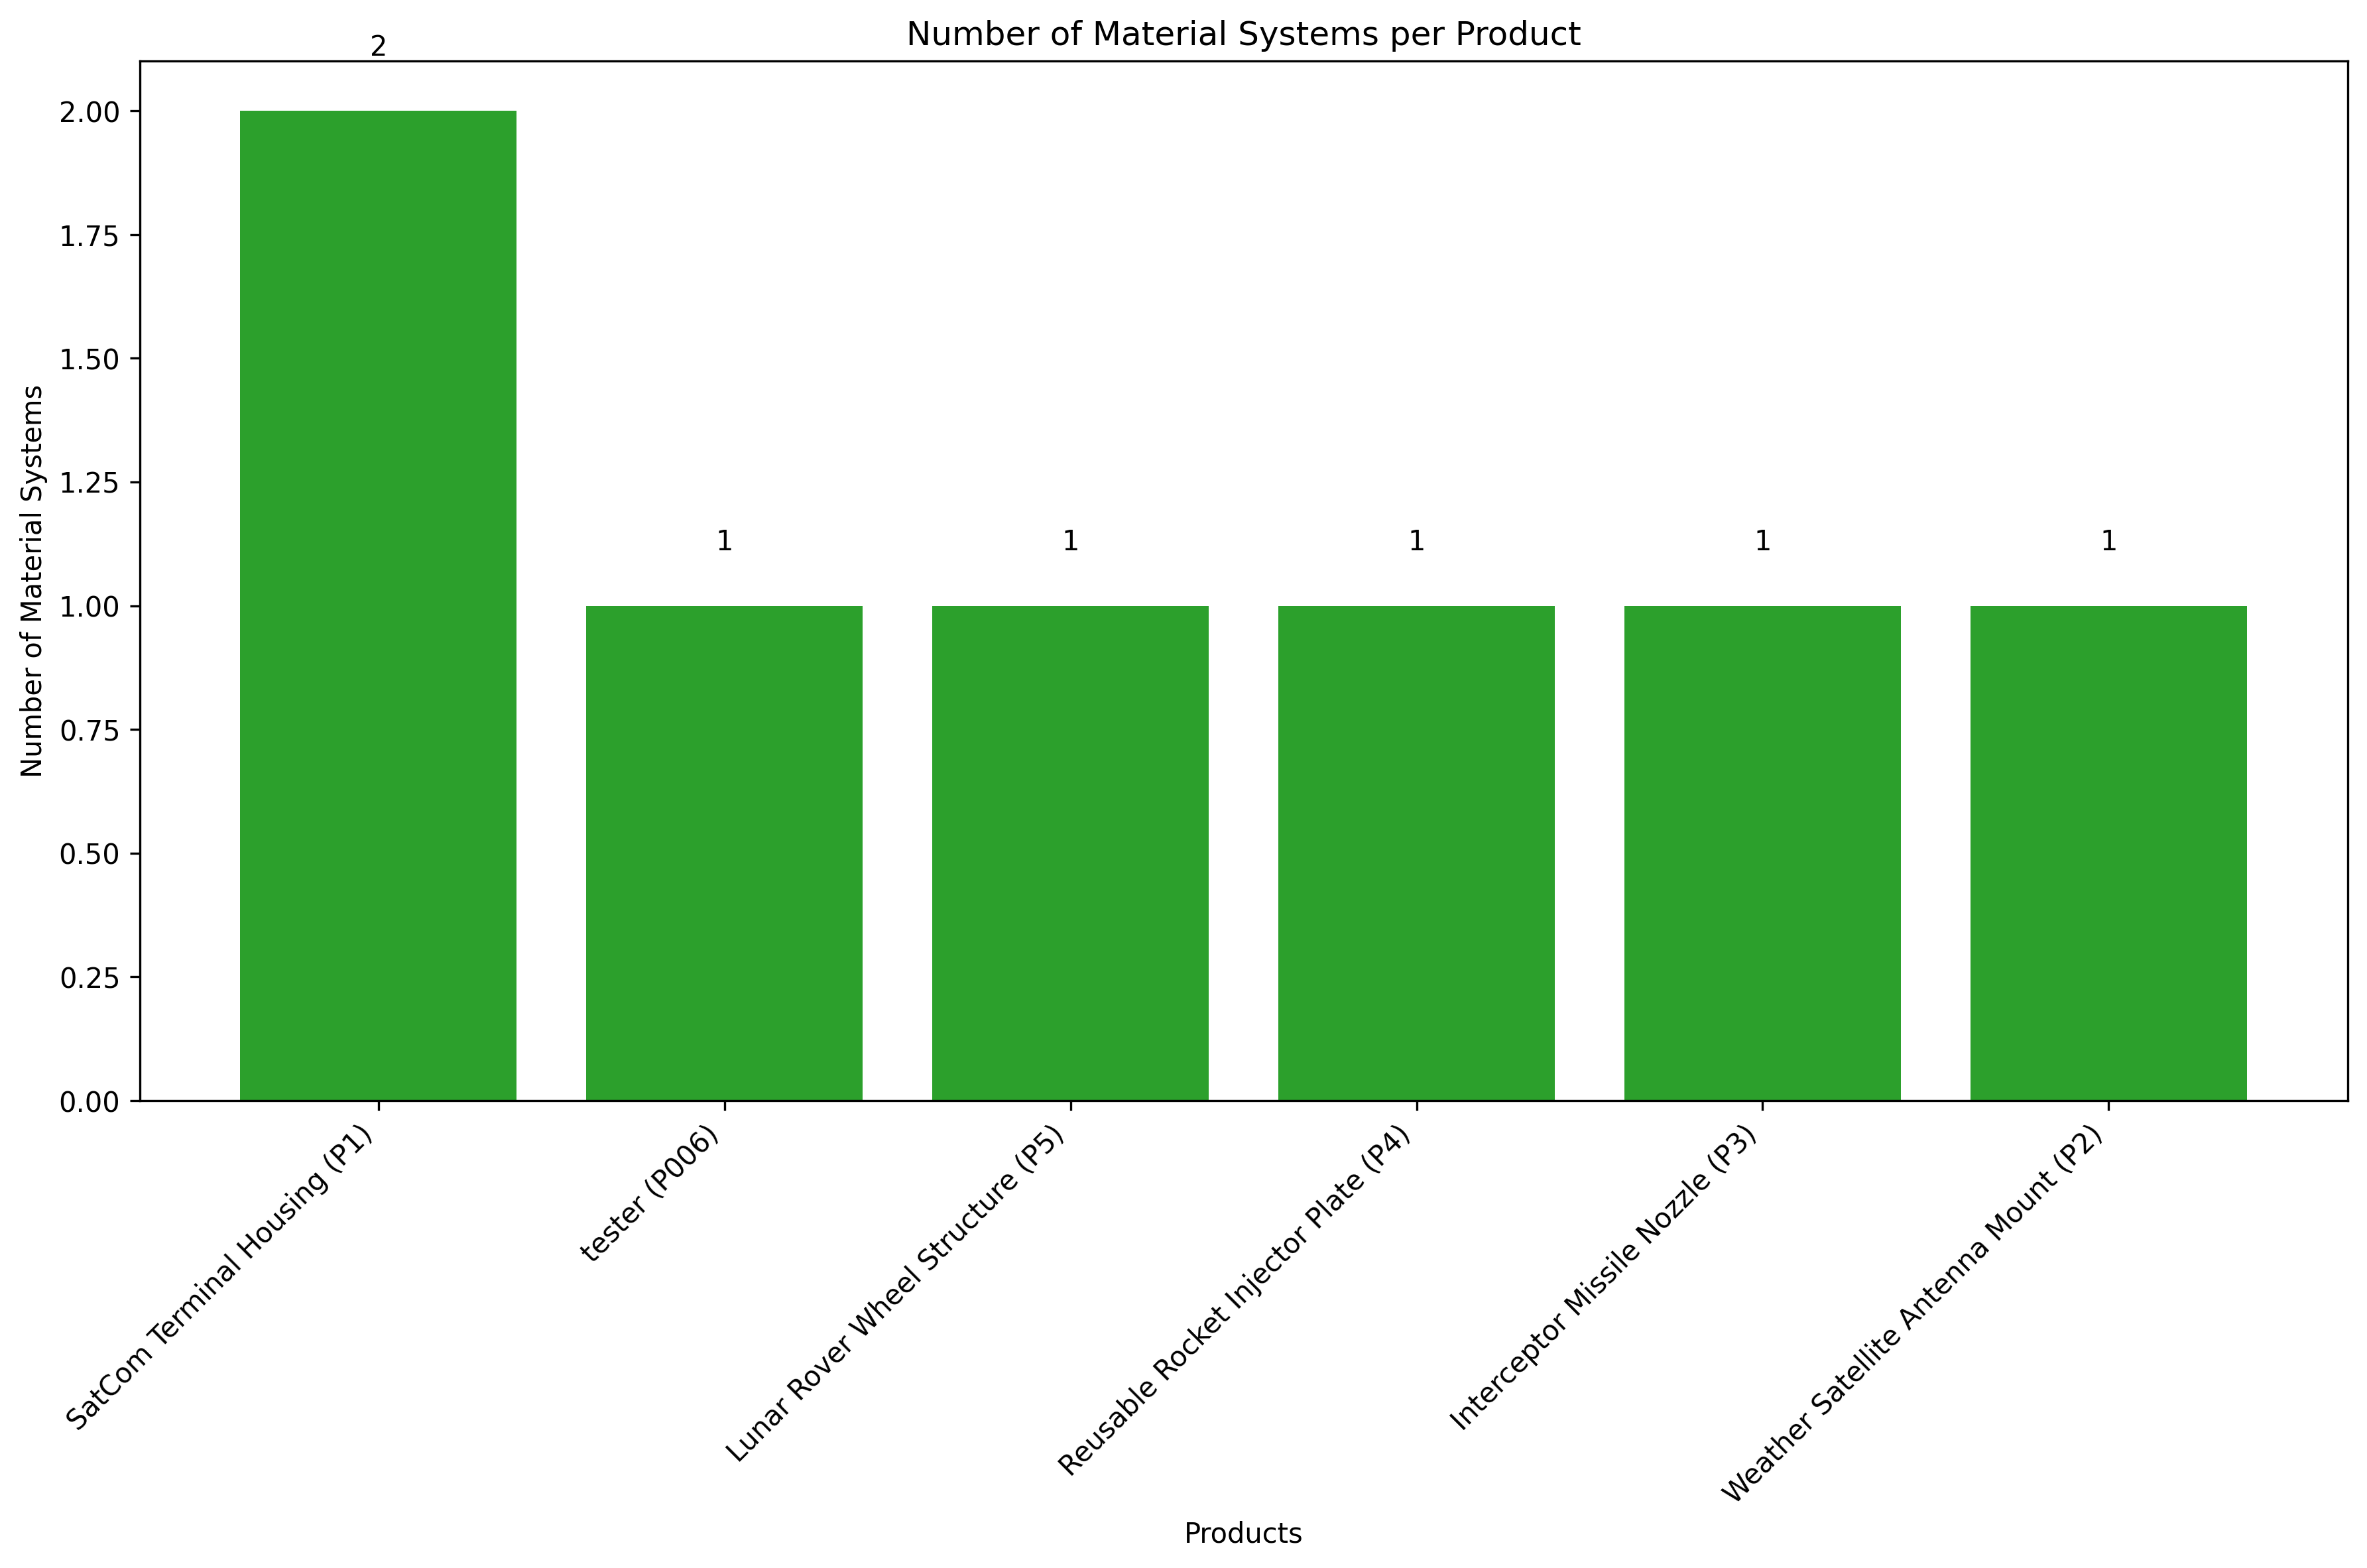 Number of Material Systems per Product
2
2.00
1.75
1.50
1.25
1.00
0.75
0.50
0.25
0.00
Number of Material Systems
1
1
1
1
1
SatCom Terminal Housing (P1)
tester (P006)
Lunar Rover Wheel Structure (P5)
Reusable Rocket Injector Plate (P4)
Interceptor Missile Nozzle (P3)
Weather Satellite Antenna Mount (P2)
Products